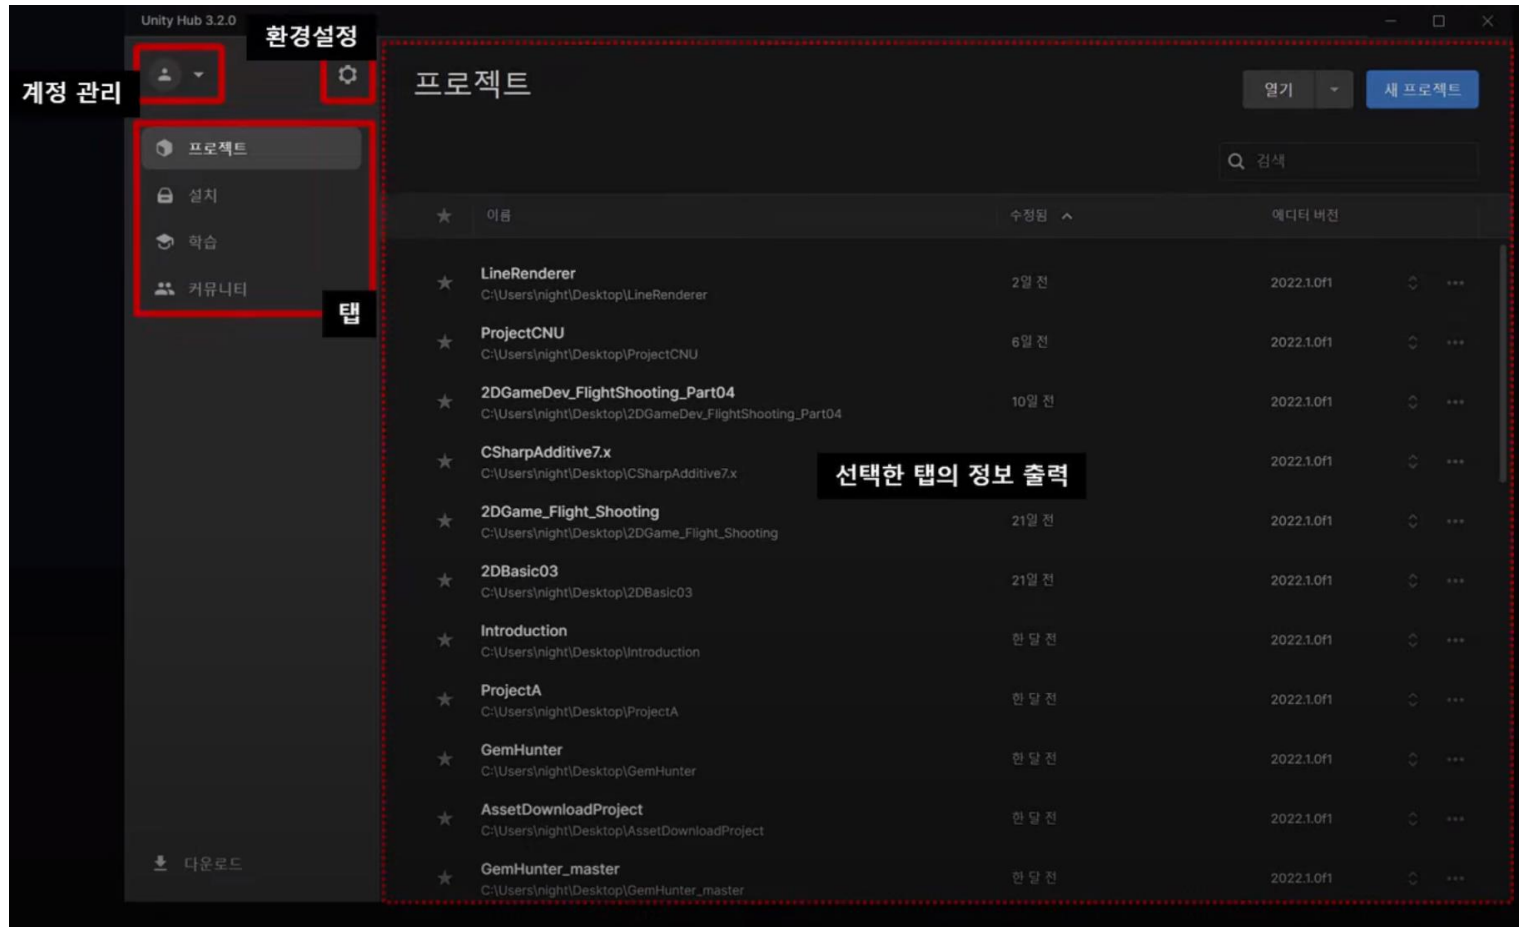 Unity Hub 3.2.0
환경설정
계정 관리
프로젝트
설치
학습
커뮤니티
탭
다운로드
프로젝트
열기
새 프로젝트
검색
이름 수정됨 에디터 버전
LineRenderer 2일 전 2022.1.0f1
C:\Users\night\Desktop\LineRenderer
ProjectCNU 6일 전 2022.1.0f1
C:\Users\night\Desktop\ProjectCNU
2DGameDev_FlightShooting_Part04 10일 전 2022.1.0f1
C:\Users\night\Desktop\2DGameDev_FlightShooting_Part04
CSharpAdditive7.x 2022.1.0f1
C:\Users\night\Desktop\CSharpAdditive7.x
선택한 탭의 정보 출력
2DGame_Flight_Shooting 21일 전 2022.1.0f1
C:\Users\night\Desktop\2DGame_Flight_Shooting
2DBasic03 21일 전 2022.1.0f1
C:\Users\night\Desktop\2DBasic03
Introduction 한 달 전 2022.1.0f1
C:\Users\night\Desktop\Introduction
ProjectA 한 달 전 2022.1.0f1
C:\Users\night\Desktop\ProjectA
GemHunter 한 달 전 2022.1.0f1
C:\Users\night\Desktop\GemHunter
AssetDownloadProject 한 달 전 2022.1.0f1
C:\Users\night\Desktop\AssetDownloadProject
GemHunter_master 한 달 전 2022.1.0f1
C:\Users\night\Desktop\GemHunter_master